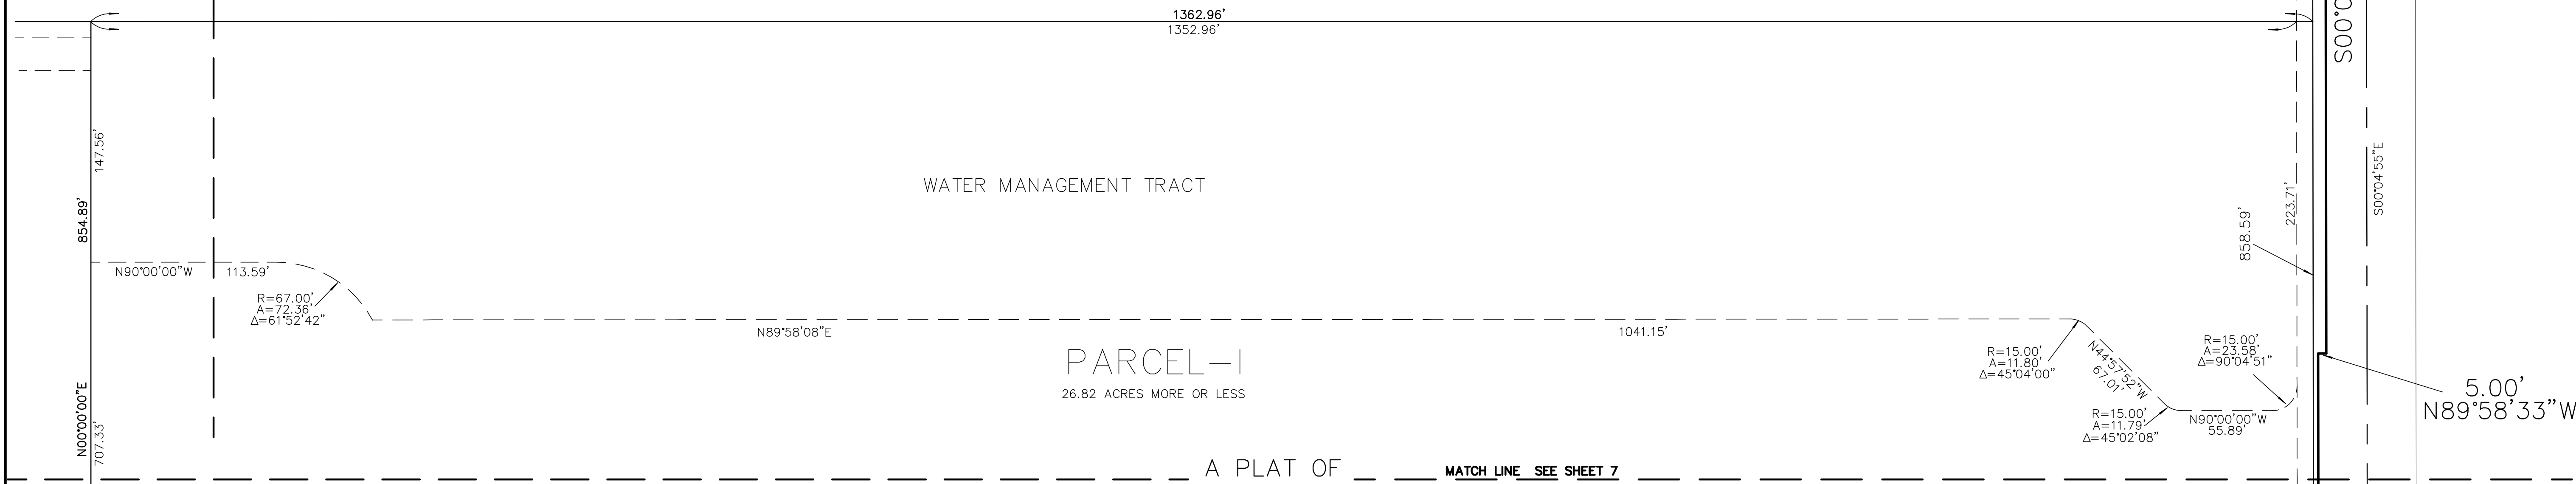 1362.96'
1352.96'
S00°0
147.56'
S00°04'55"E
WATER MANAGEMENT TRACT
854.89'
223.71'
858.59'
N90°00'00"W
113.59'
R=67.00'
A=72.36'
Δ=61°52'42"
N89°58'08"E
1041.15'
PARCEL-I
26.82 ACRES MORE OR LESS
R=15.00'
A=11.80'
Δ=45°04'00"
N44°57'52"W
67.01'
R=15.00'
A=23.58'
Δ=90°04'51"
5.00'
N89°58'33"W
N00°00'00"E
707.33'
R=15.00'
A=11.79'
Δ=45°02'08"
N90°00'00"W
55.89'
A PLAT OF
MATCH LINE SEE SHEET 7